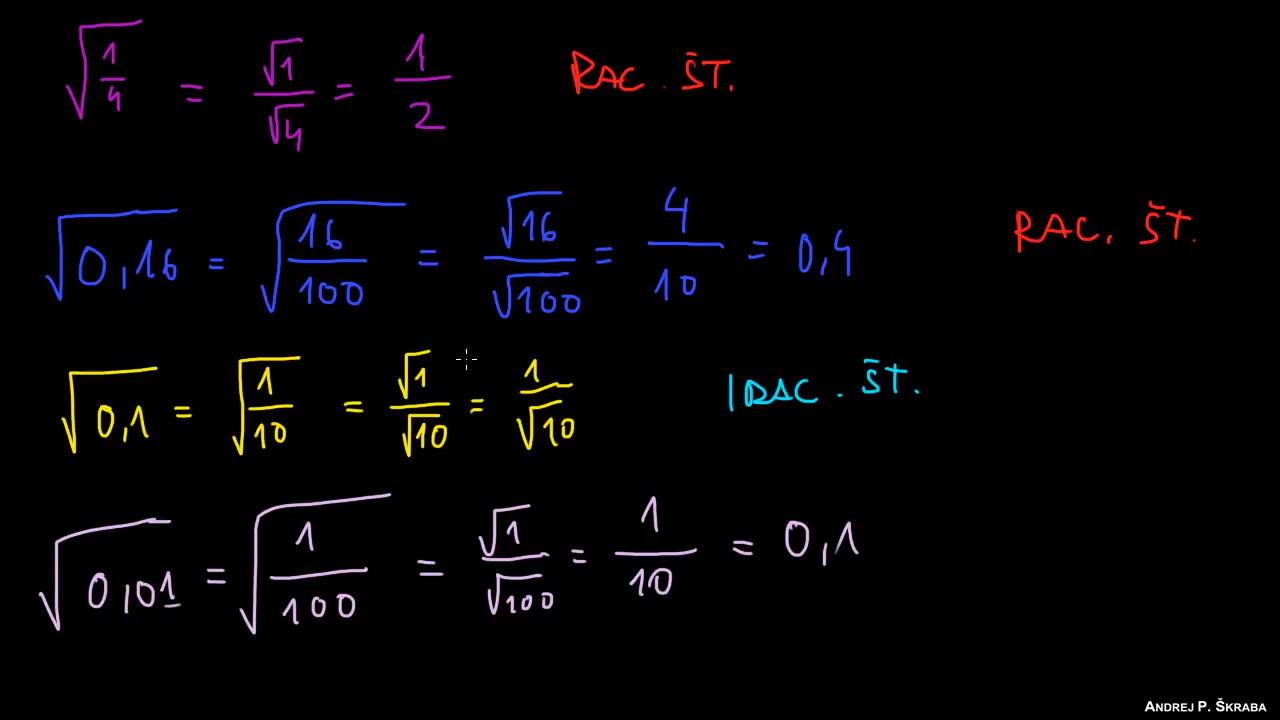 √(1/4) = √1/√4 = 1/2 RAC. ŠT.
√(0,16) = √(16/100) = √16/√100 = 4/10 = 0,4 RAC. ŠT.
√(0,1) = √(1/10) = √1/√10 = 1/√10 IRAC. ŠT.
√(0,01) = √(1/100) = √1/√100 = 1/10 = 0,1
ANDREJ P. ŠKRABA